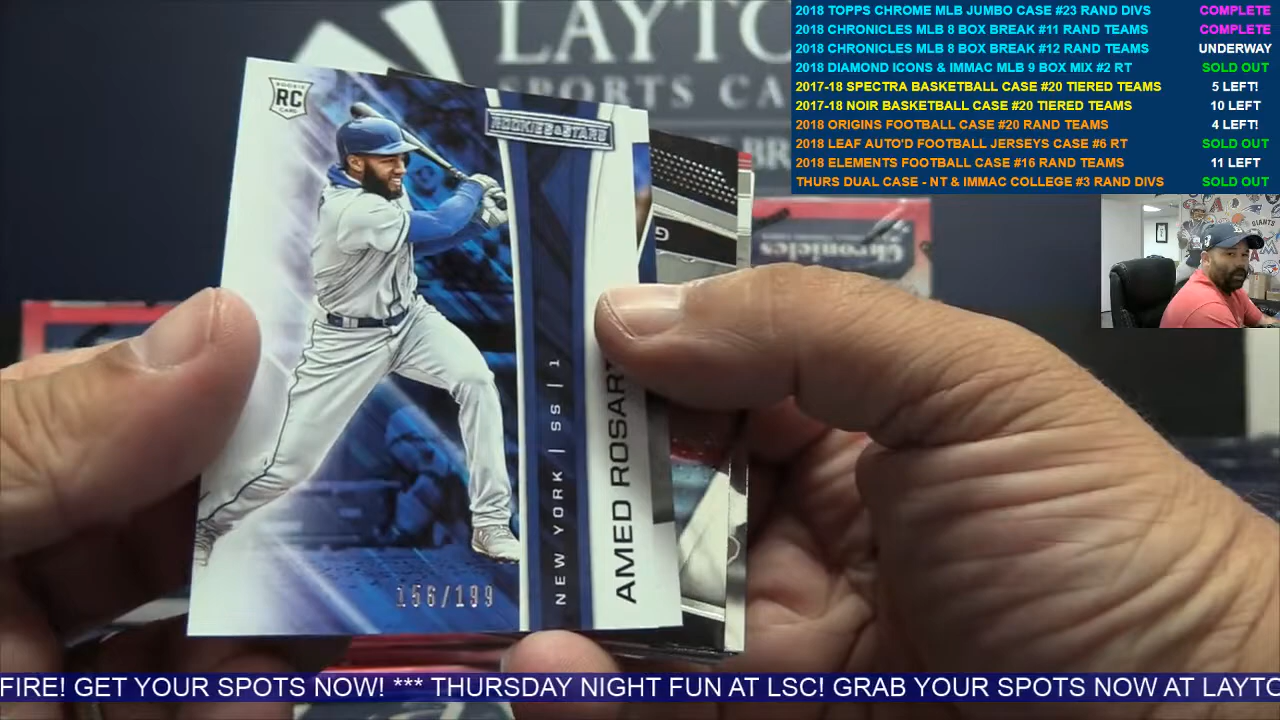 2018 TOPPS CHROME MLB JUMBO CASE #23 RAND DIVS COMPLETE
2018 CHRONICLES MLB 8 BOX BREAK #11 RAND TEAMS COMPLETE
2018 CHRONICLES MLB 8 BOX BREAK #12 RAND TEAMS UNDERWAY
2018 DIAMOND ICONS & IMMAC MLB 9 BOX MIX #2 RT SOLD OUT
2017-18 SPECTRA BASKETBALL CASE #20 TIERED TEAMS 5 LEFT!
2017-18 NOIR BASKETBALL CASE #20 TIERED TEAMS 10 LEFT
2018 ORIGINS FOOTBALL CASE #20 RAND TEAMS 4 LEFT!
2018 LEAF AUTO'D FOOTBALL JERSEYS CASE #6 RT SOLD OUT
2018 ELEMENTS FOOTBALL CASE #16 RAND TEAMS 11 LEFT
THURS DUAL CASE - NT & IMMAC COLLEGE #3 RAND DIVS SOLD OUT
LAYTO
SPORTS CA
BR
ROOKIE
RC
CARD
ROOKIES & STARS
G
Chronicles
GIANTS
NEW YORK | SS | 1
AMED ROSAR
156/199
FIRE! GET YOUR SPOTS NOW! *** THURSDAY NIGHT FUN AT LSC! GRAB YOUR SPOTS NOW AT LAYTO